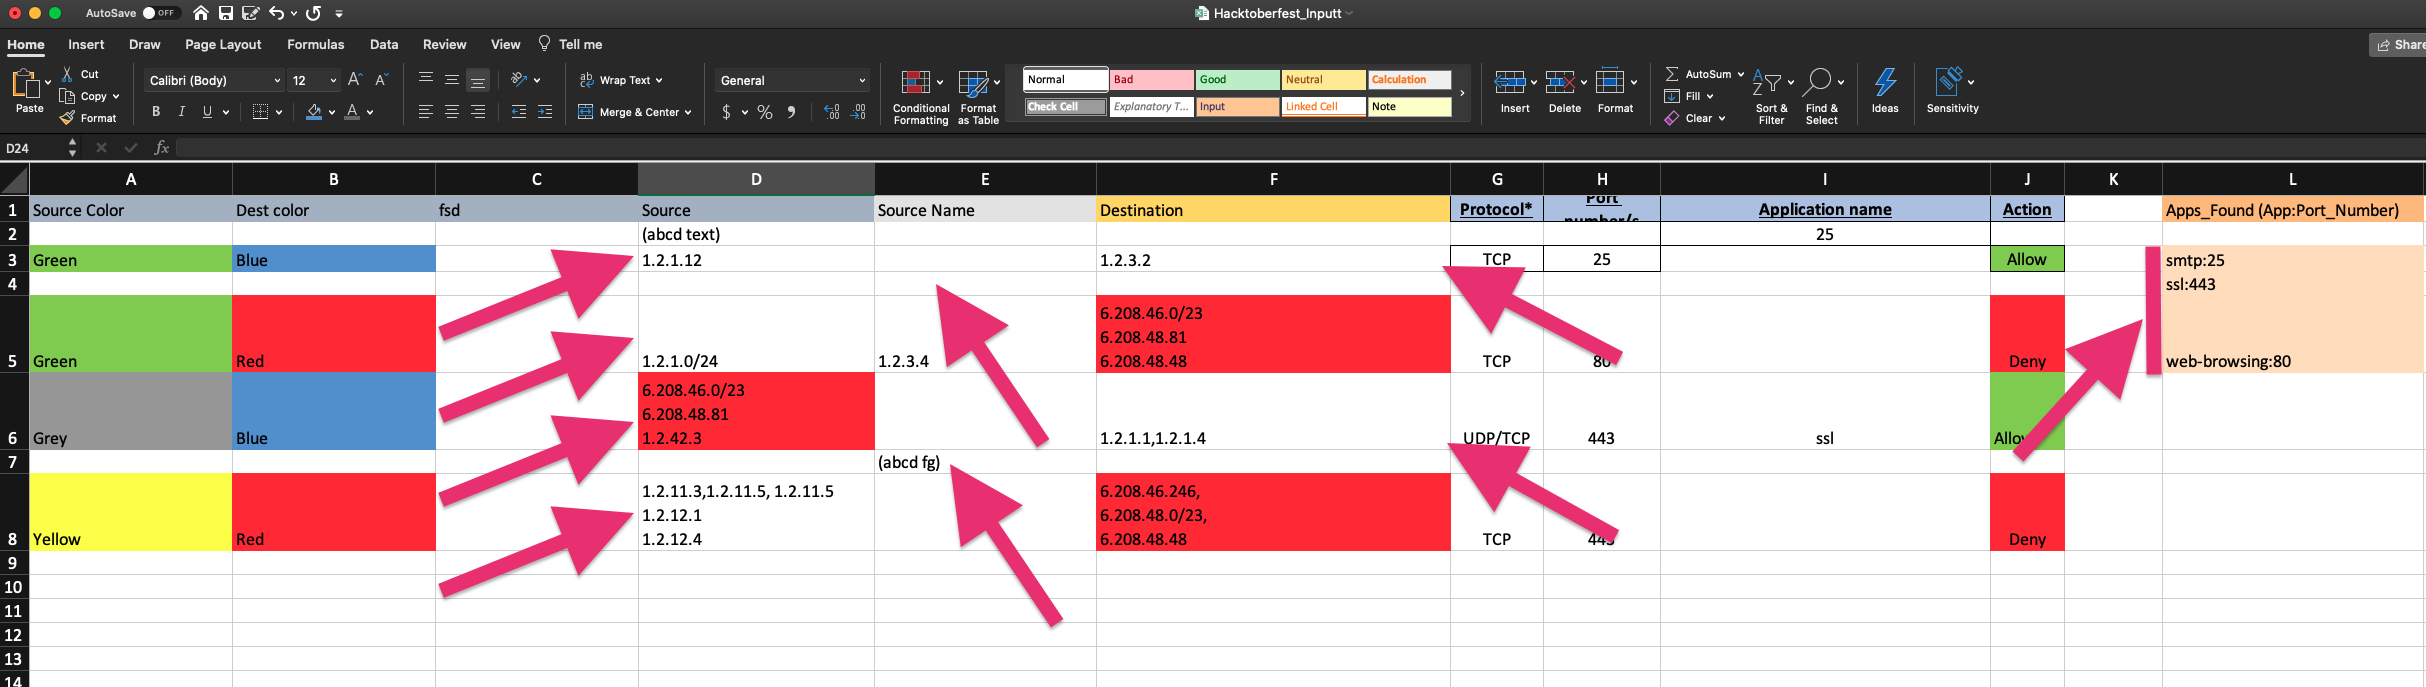 AutoSave OFF
Hacktoberfest_Inputt
Home Insert Draw Page Layout Formulas Data Review View Tell me
Share
Paste
Cut
Copy
Format
Calibri (Body) 12
A A
B I U A
ab Wrap Text
Merge & Center
General
$ % 9 .00 .00
Conditional Formatting
Format as Table
Normal Bad Good Neutral Calculation
Check Cell Explanatory T... Input Linked Cell Note
Insert Delete Format
AutoSum
Fill
Clear
Sort & Filter
Find & Select
Ideas
Sensitivity
D24 fx
A B C D E F G H I J K L
1 Source Color Dest color fsd Source Source Name Destination Protocol* Port number/s Application name Action Apps_Found (App:Port_Number)
2 (abcd text) 25
3 Green Blue 1.2.1.12 1.2.3.2 TCP 25 Allow smtp:25
4 ssl:443
6.208.46.0/23
6.208.48.81
5 Green Red 1.2.1.0/24 1.2.3.4 6.208.48.48 TCP 80 Deny web-browsing:80
6.208.46.0/23
6.208.48.81
6 Grey Blue 1.2.42.3 1.2.1.1,1.2.1.4 UDP/TCP 443 ssl Allow
7 (abcd fg)
1.2.11.3,1.2.11.5, 1.2.11.5 6.208.46.246,
1.2.12.1 6.208.48.0/23,
8 Yellow Red 1.2.12.4 6.208.48.48 TCP 443 Deny
9
10
11
12
13
14